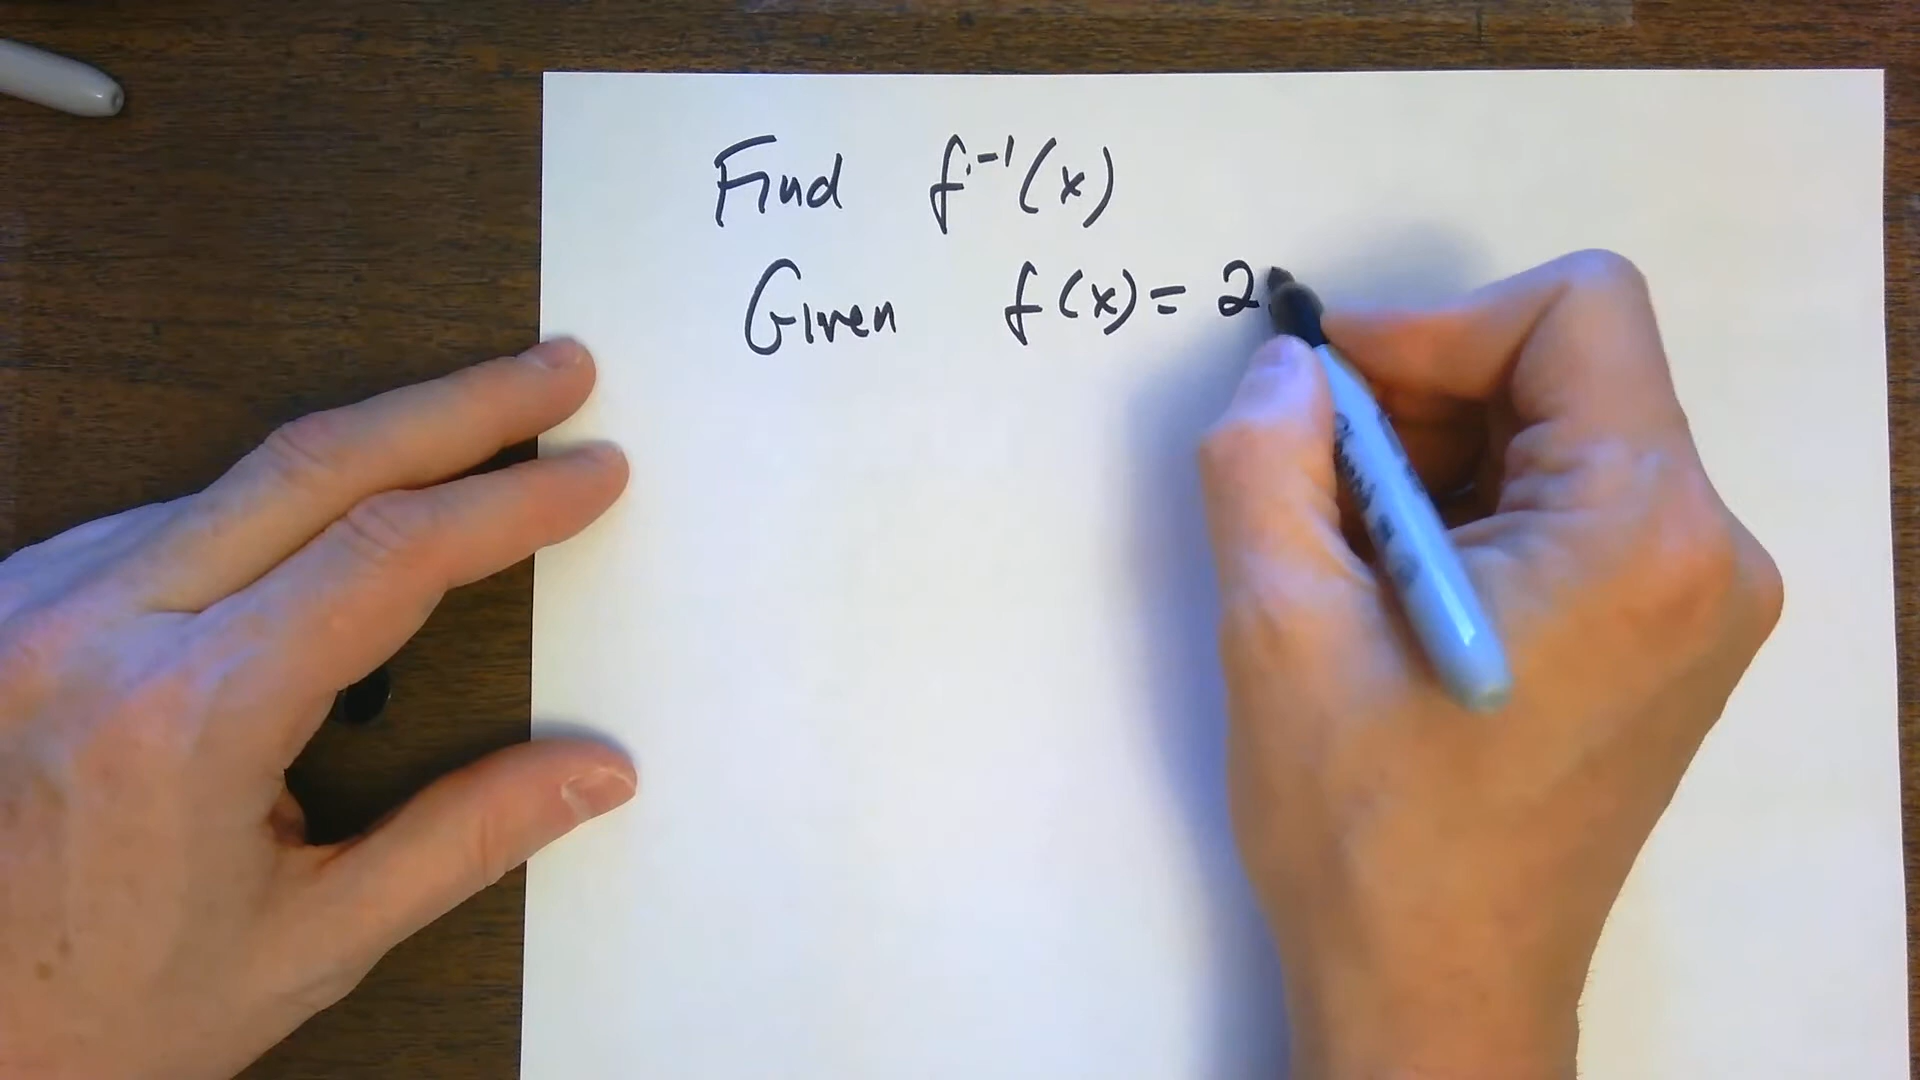 Find f⁻¹(x)
Given f(x) = 2